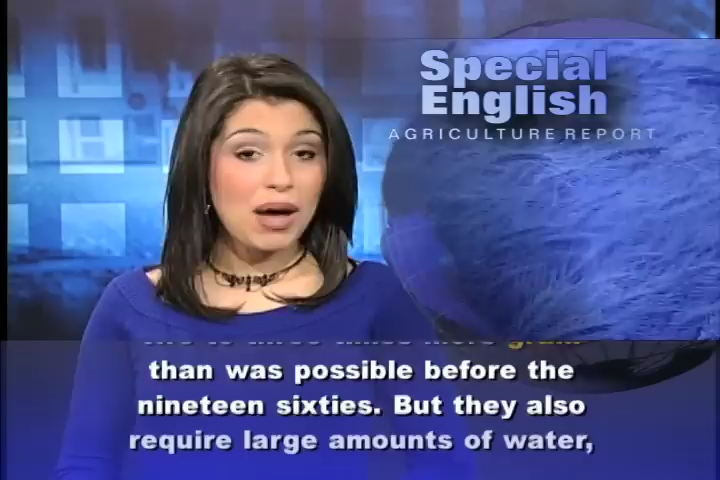 Special
English
AGRICULTURE REPORT
than was possible before the
nineteen sixties. But they also
require large amounts of water,